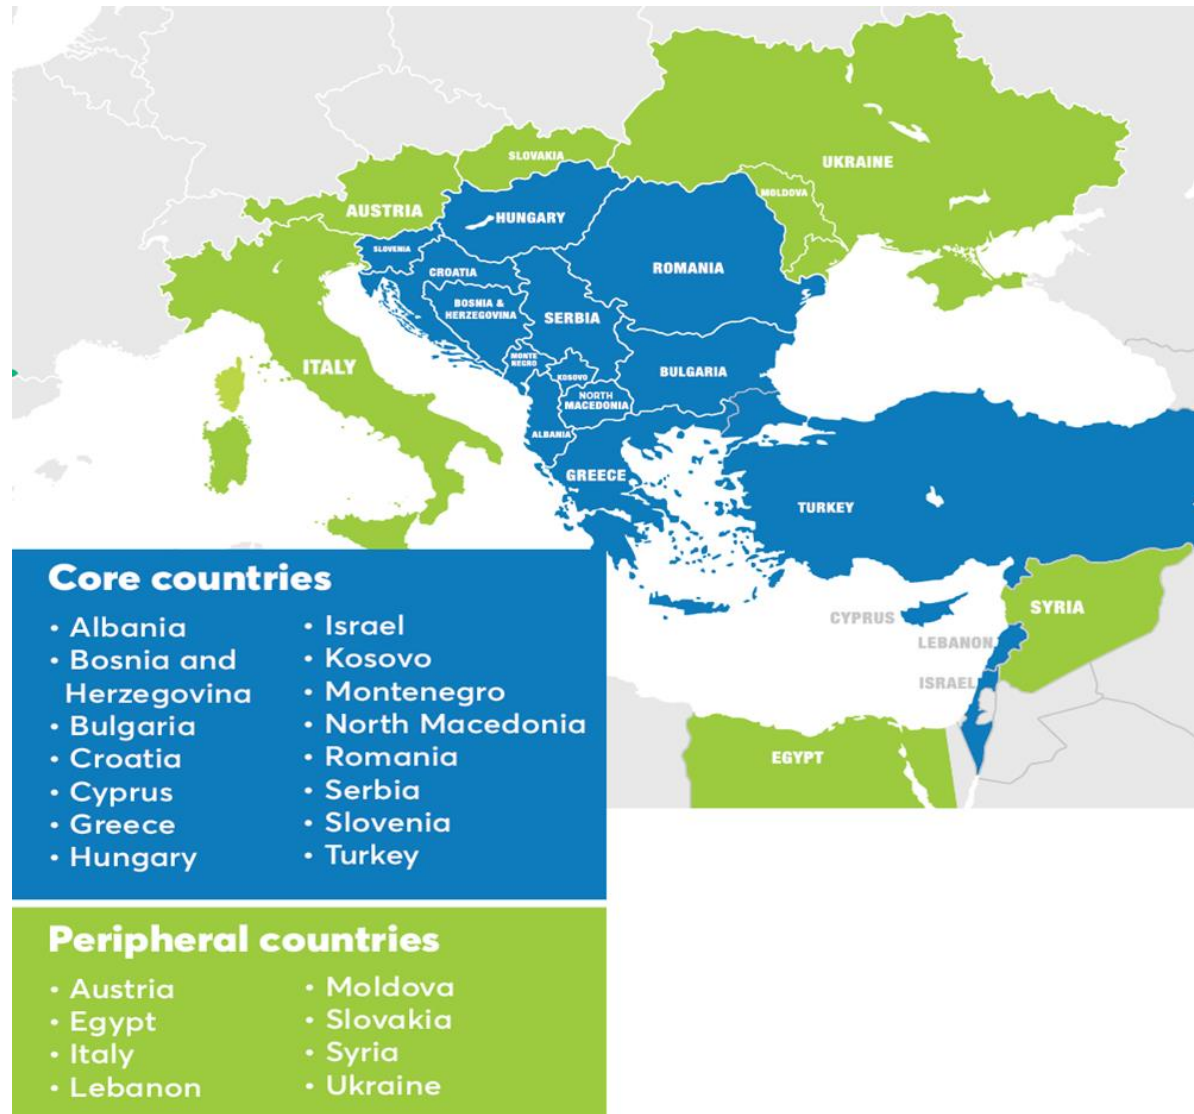 SLOVAKIA
UKRAINE
MOLDOVA
AUSTRIA
HUNGARY
SLOVENIA
CROATIA
ROMANIA
BOSNIA &
HERZEGOVINA
SERBIA
ITALY
MONTE
NEGRO
KOSOVO
BULGARIA
NORTH
MACEDONIA
ALBANIA
GREECE
TURKEY
CYPRUS
SYRIA
LEBANON
ISRAEL
EGYPT
Core countries
• Albania
• Bosnia and
Herzegovina
• Bulgaria
• Croatia
• Cyprus
• Greece
• Hungary
• Israel
• Kosovo
• Montenegro
• North Macedonia
• Romania
• Serbia
• Slovenia
• Turkey
Peripheral countries
• Austria
• Egypt
• Italy
• Lebanon
• Moldova
• Slovakia
• Syria
• Ukraine